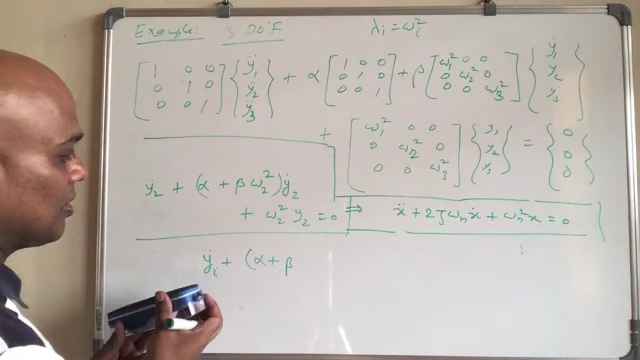 Example: 3 DOF λi = ωi²
[1 0 0; 0 1 0; 0 0 1] {ÿ1; ÿ2; ÿ3} + α [1 0 0; 0 1 0; 0 0 1] + β [ω1² 0 0; 0 ω2² 0; 0 0 ω3²] {ẏ1; ẏ2; ẏ3}
+ [ω1² 0 0; 0 ω2² 0; 0 0 ω3²] {y1; y2; y3} = {0; 0; 0}
ÿ2 + (α + β ω2²) ẏ2
+ ω2² y2 = 0 ⇒ ẍ + 2ζωnẋ + ωn²x = 0
ÿi + (α + β